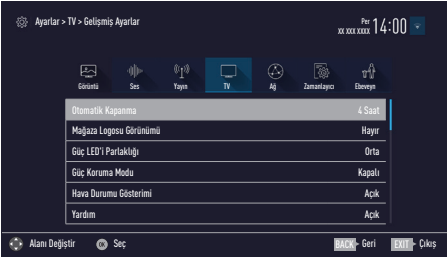 Ayarlar > TV > Gelişmiş Ayarlar
Per
xx xxx xxxx 14:00
Görüntü Ses Yayın TV Ağ Zamanlayıcı Ebeveyn
Otomatik Kapanma 4 Saat
Mağaza Logosu Görünümü Hayır
Güç LED'i Parlaklığı Orta
Güç Koruma Modu Kapalı
Hava Durumu Gösterimi Açık
Yardım Açık
Alanı Değiştir OK Seç BACK Geri EXIT Çıkış